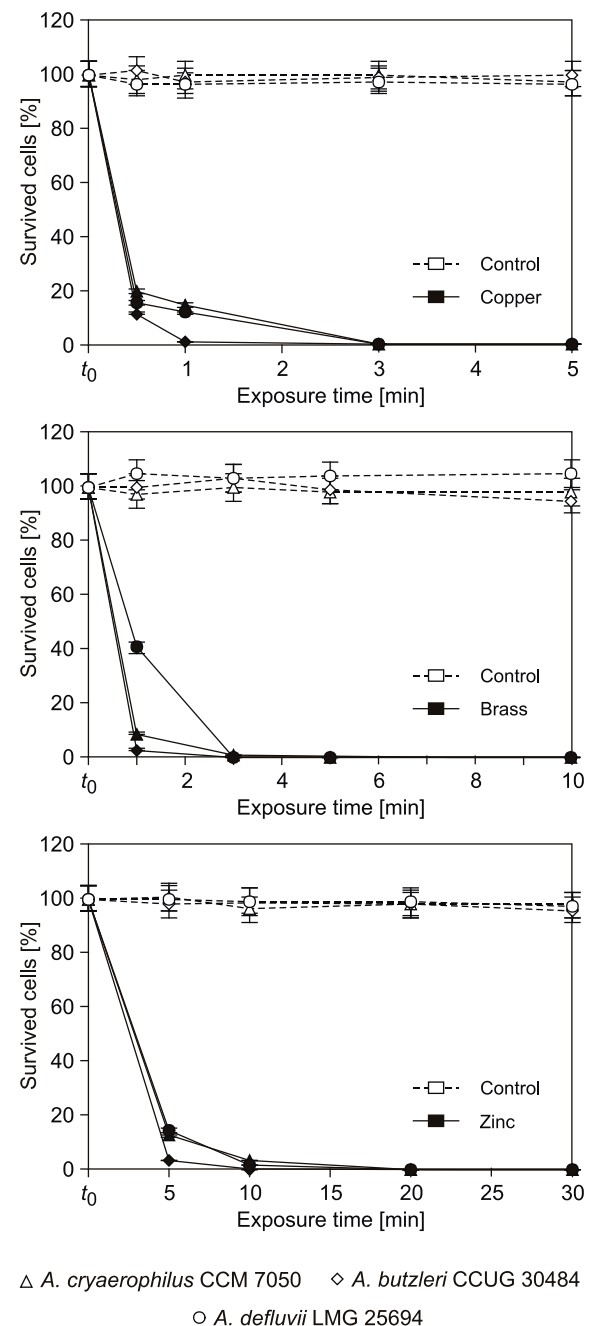 120
100
80
60
40
20
0
Survived cells [%]
Control
Copper
t0 1 2 3 4 5
Exposure time [min]
120
100
80
60
40
20
0
Survived cells [%]
Control
Brass
t0 2 4 6 8 10
Exposure time [min]
120
100
80
60
40
20
0
Survived cells [%]
Control
Zinc
t0 5 10 15 20 25 30
Exposure time [min]
A. cryaerophilus CCM 7050 A. butzleri CCUG 30484
A. defluvii LMG 25694